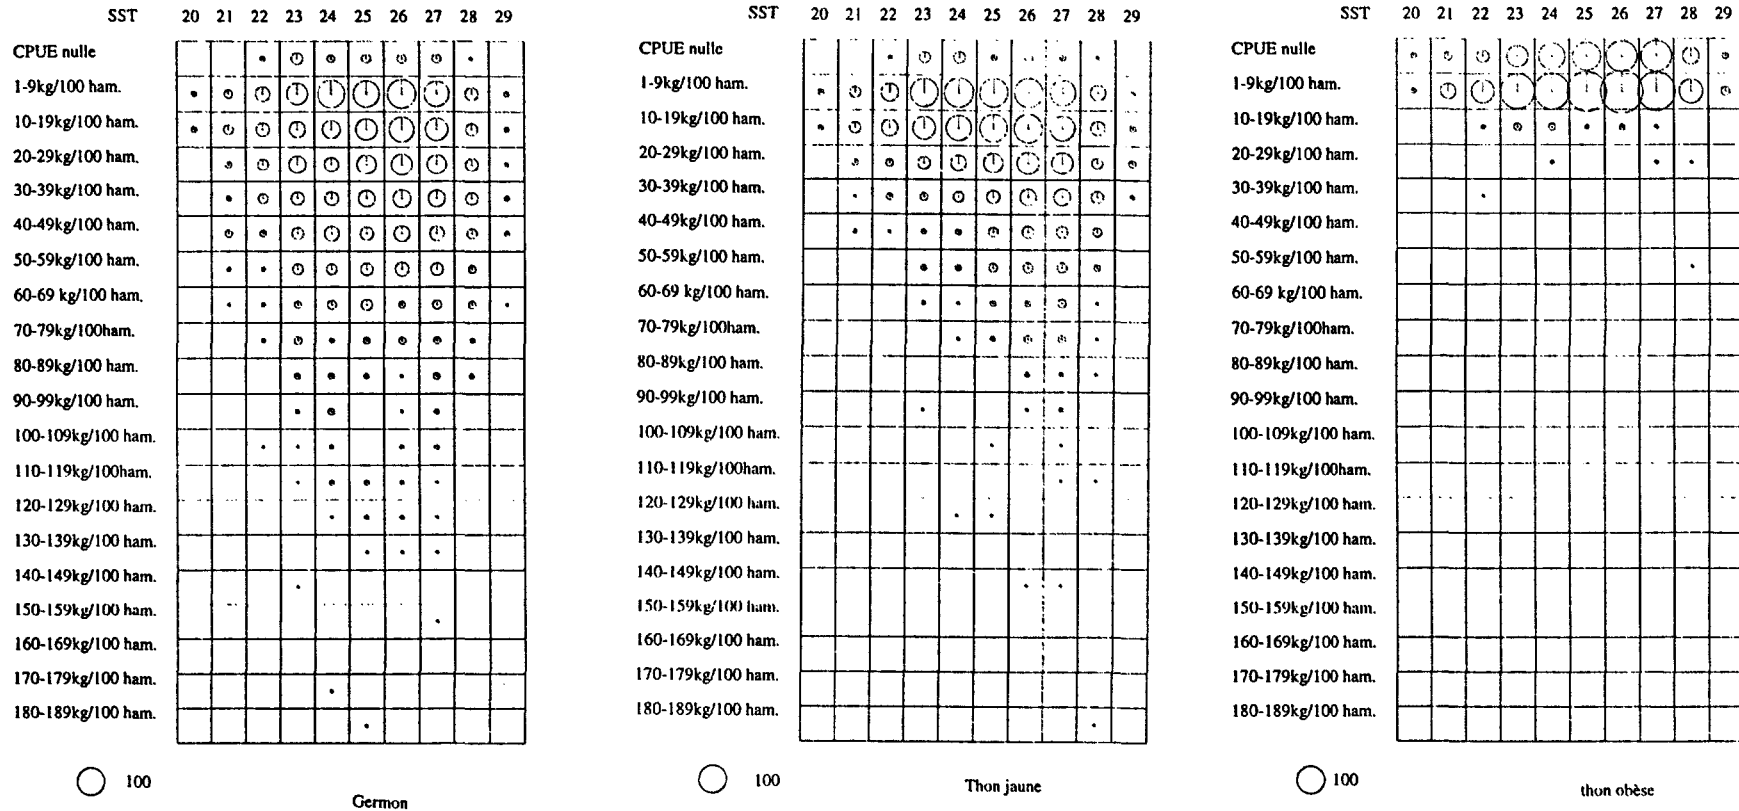 SST 20 21 22 23 24 25 26 27 28 29
CPUE nulle
1-9kg/100 ham.
10-19kg/100 ham.
20-29kg/100 ham.
30-39kg/100 ham.
40-49kg/100 ham.
50-59kg/100 ham.
60-69 kg/100 ham.
70-79kg/100ham.
80-89kg/100 ham.
90-99kg/100 ham.
100-109kg/100 ham.
110-119kg/100ham.
120-129kg/100 ham.
130-139kg/100 ham.
140-149kg/100 ham.
150-159kg/100 ham.
160-169kg/100 ham.
170-179kg/100 ham.
180-189kg/100 ham.
100
Germon
SST 20 21 22 23 24 25 26 27 28 29
CPUE nulle
1-9kg/100 ham.
10-19kg/100 ham.
20-29kg/100 ham.
30-39kg/100 ham.
40-49kg/100 ham.
50-59kg/100 ham.
60-69 kg/100 ham.
70-79kg/100ham.
80-89kg/100 ham.
90-99kg/100 ham.
100-109kg/100 ham.
110-119kg/100ham.
120-129kg/100 ham.
130-139kg/100 ham.
140-149kg/100 ham.
150-159kg/100 ham.
160-169kg/100 ham.
170-179kg/100 ham.
180-189kg/100 ham.
100
Thon jaune
SST 20 21 22 23 24 25 26 27 28 29
CPUE nulle
1-9kg/100 ham.
10-19kg/100 ham.
20-29kg/100 ham.
30-39kg/100 ham.
40-49kg/100 ham.
50-59kg/100 ham.
60-69 kg/100 ham.
70-79kg/100ham.
80-89kg/100 ham.
90-99kg/100 ham.
100-109kg/100 ham.
110-119kg/100ham.
120-129kg/100 ham.
130-139kg/100 ham.
140-149kg/100 ham.
150-159kg/100 ham.
160-169kg/100 ham.
170-179kg/100 ham.
180-189kg/100 ham.
100
thon obèse